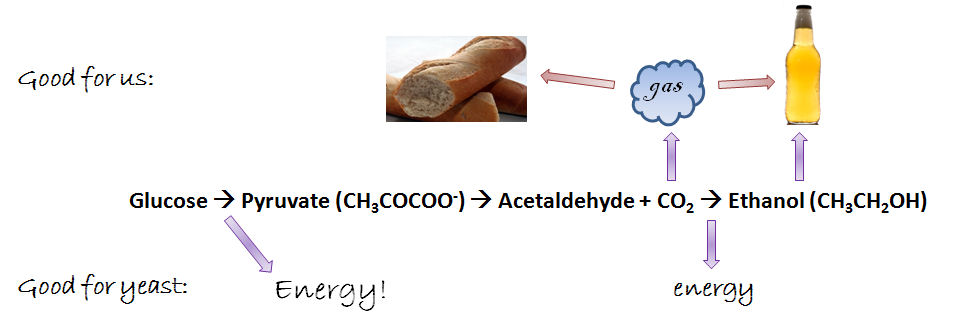 Good for us:
gas
Glucose → Pyruvate (CH₃COCOO⁻) → Acetaldehyde + CO₂ → Ethanol (CH₃CH₂OH)
Good for yeast:
Energy!
energy